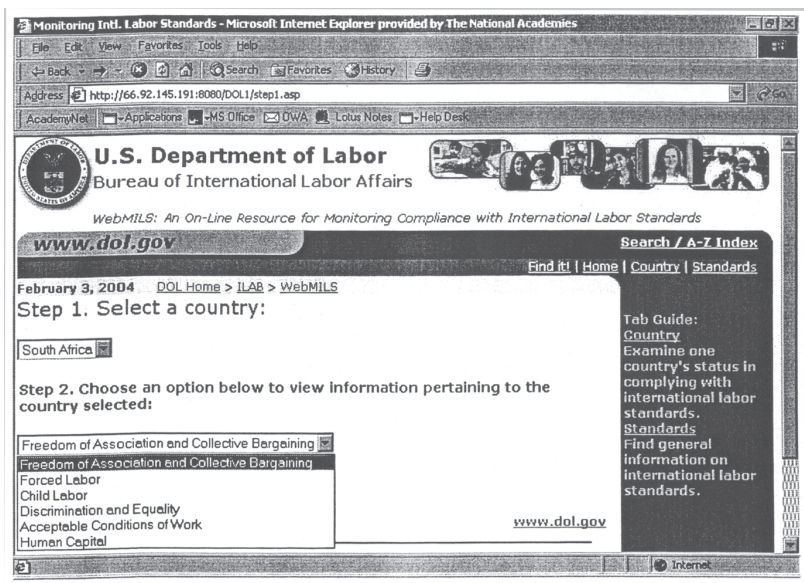 Monitoring Intl. Labor Standards - Microsoft Internet Explorer provided by The National Academies
File Edit View Favorites Tools Help
Back Search Favorites History
Address http://66.92.145.191:8080/DOL1/step1.asp Go
AcademyNet Applications MS Office OWA Lotus Notes Help Desk
U.S. Department of Labor
Bureau of International Labor Affairs
WebMILS: An On-Line Resource for Monitoring Compliance with International Labor Standards
www.dol.gov
Search / A-Z Index
Find it! | Home | Country | Standards
February 3, 2004 DOL Home > ILAB > WebMILS
Step 1. Select a country:
South Africa
Step 2. Choose an option below to view information pertaining to the
country selected:
Freedom of Association and Collective Bargaining
Freedom of Association and Collective Bargaining
Forced Labor
Child Labor
Discrimination and Equality
Acceptable Conditions of Work
Human Capital
www.dol.gov
Tab Guide:
Country
Examine one
country's status in
complying with
international labor
standards.
Standards
Find general
information on
international labor
standards.
Internet